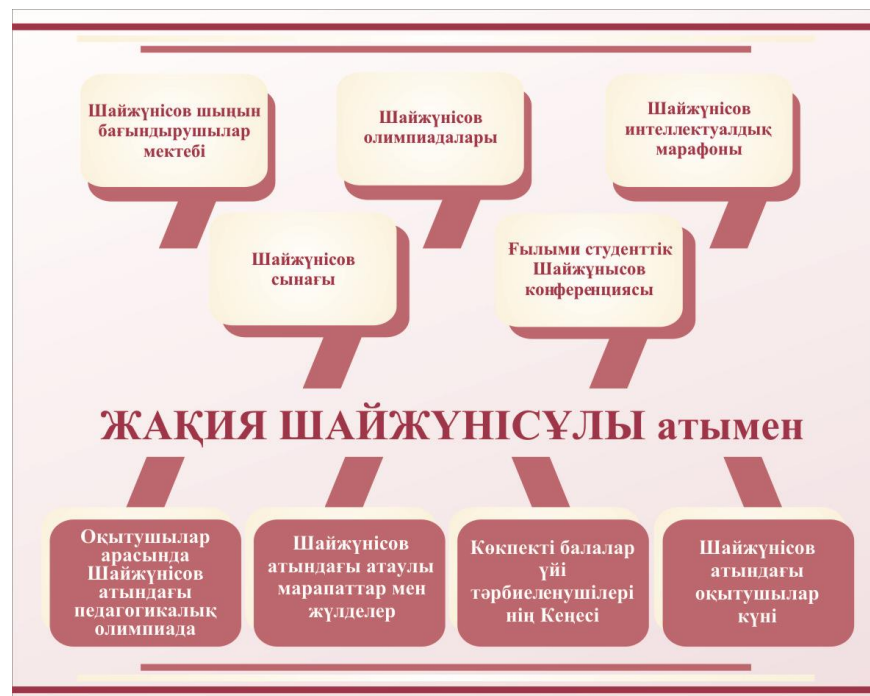 Шайжүнісов шыңын
бағындырушылар
мектебі
Шайжүнісов
олимпиадалары
Шайжүнісов
интеллектуалдық
марафоны
Шайжүнісов
сынағы
Ғылыми студенттік
Шайжұнысов
конференциясы
ЖАҚИЯ ШАЙЖҮНІСҰЛЫ атымен
Оқытушылар
арасында
Шайжүнісов
атындағы
педагогикалық
олимпиада
Шайжүнісов
атындағы атаулы
марапаттар мен
жүлделер
Көкпекті балалар
үйі
тәрбиеленушілері
нің Кеңесі
Шайжүнісов
атындағы
оқытушылар
күні